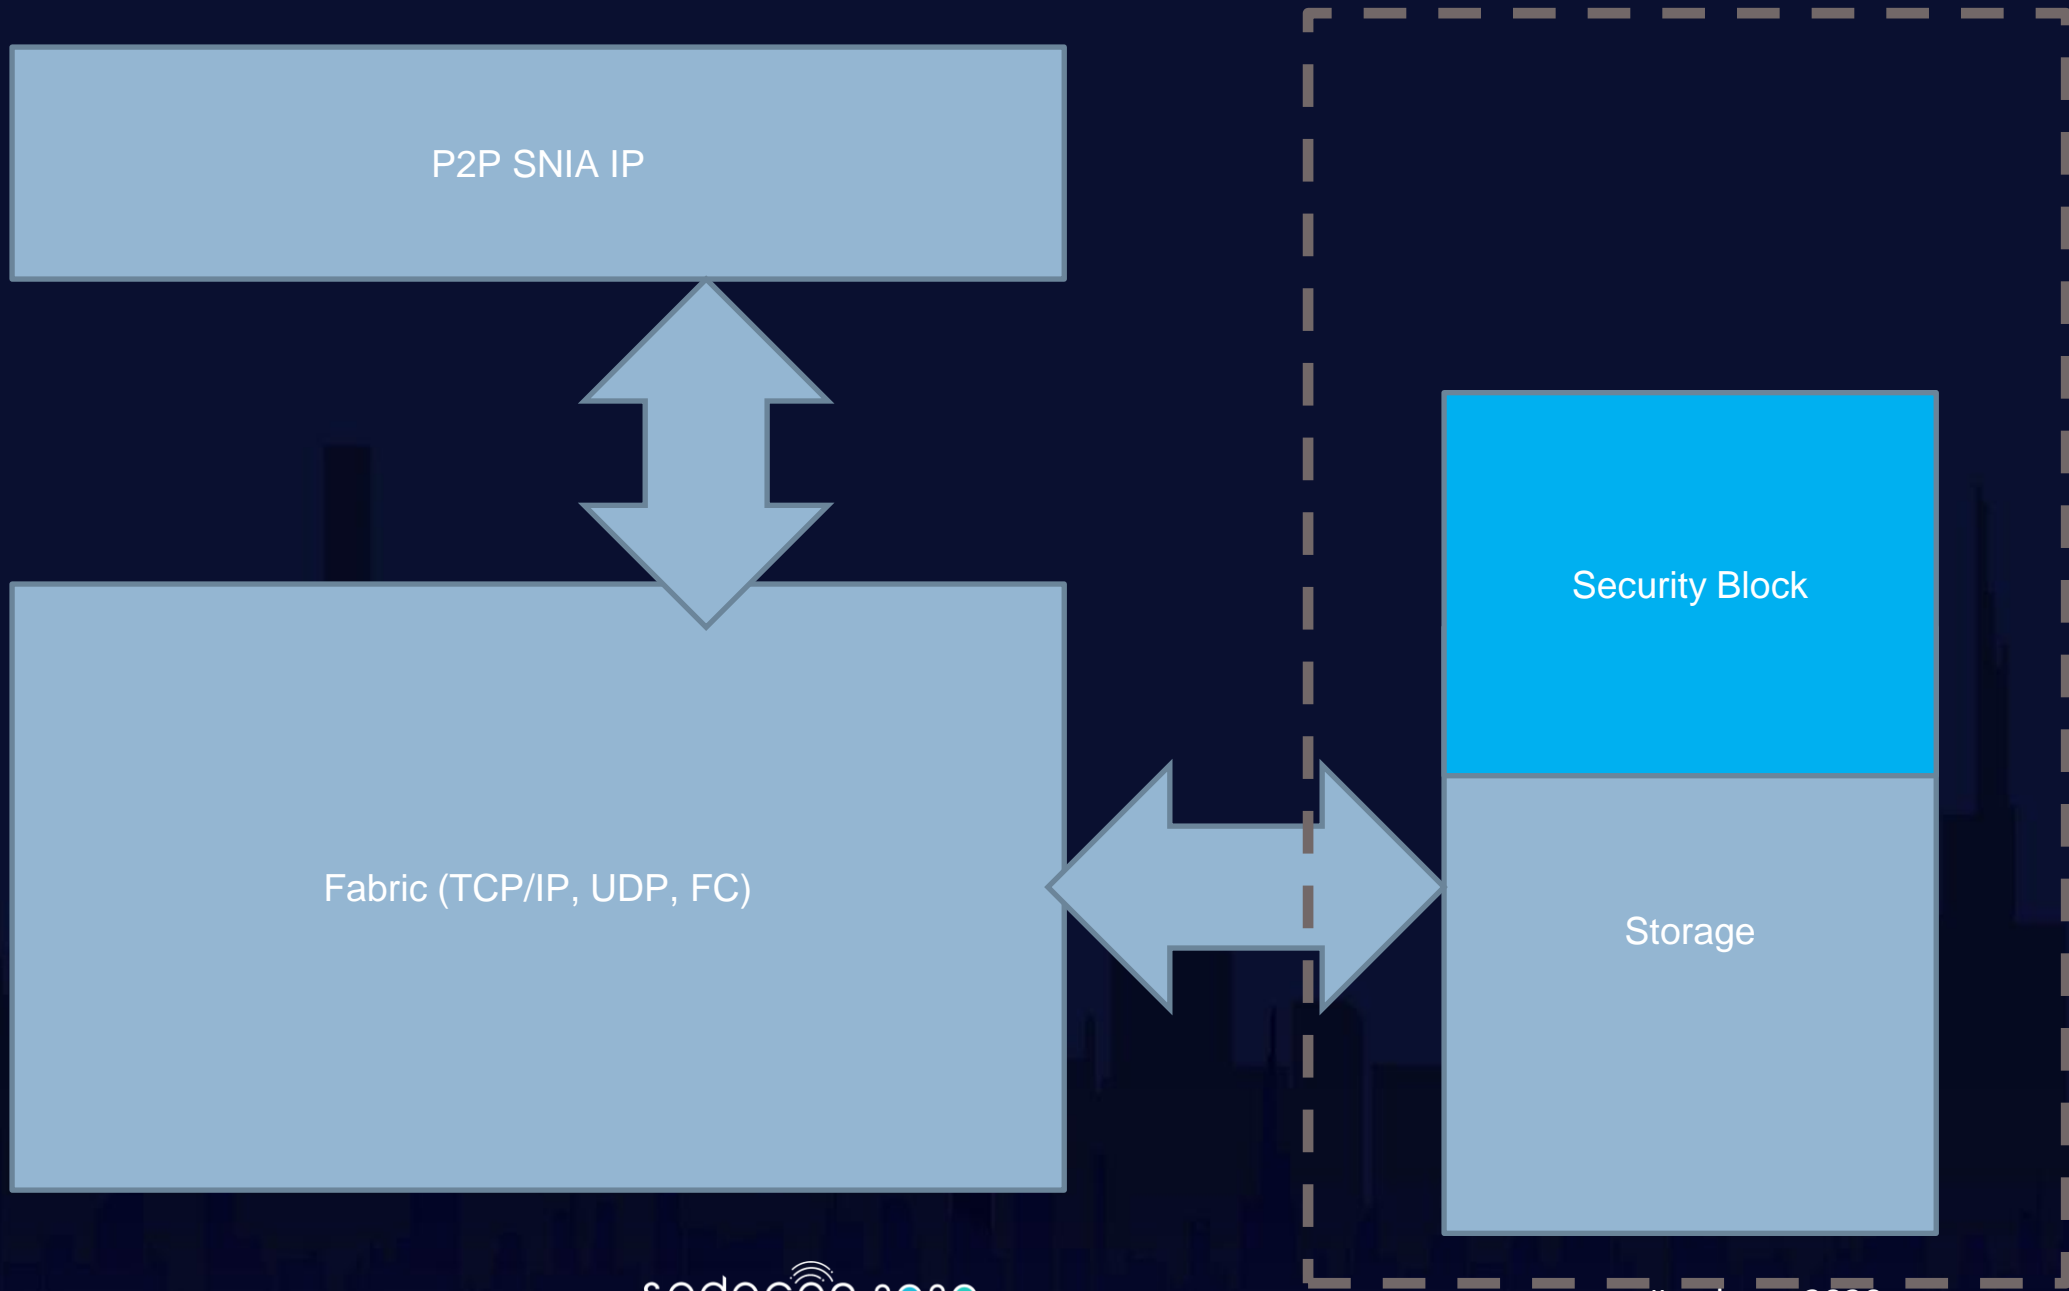 P2P SNIA IP
Security Block
Fabric (TCP/IP, UDP, FC)
Storage